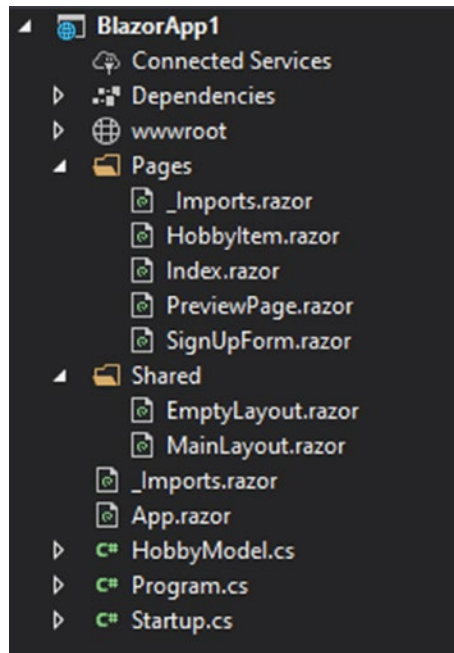 BlazorApp1
Connected Services
Dependencies
wwwroot
Pages
_Imports.razor
HobbyItem.razor
Index.razor
PreviewPage.razor
SignUpForm.razor
Shared
EmptyLayout.razor
MainLayout.razor
_Imports.razor
App.razor
C# HobbyModel.cs
C# Program.cs
C# Startup.cs